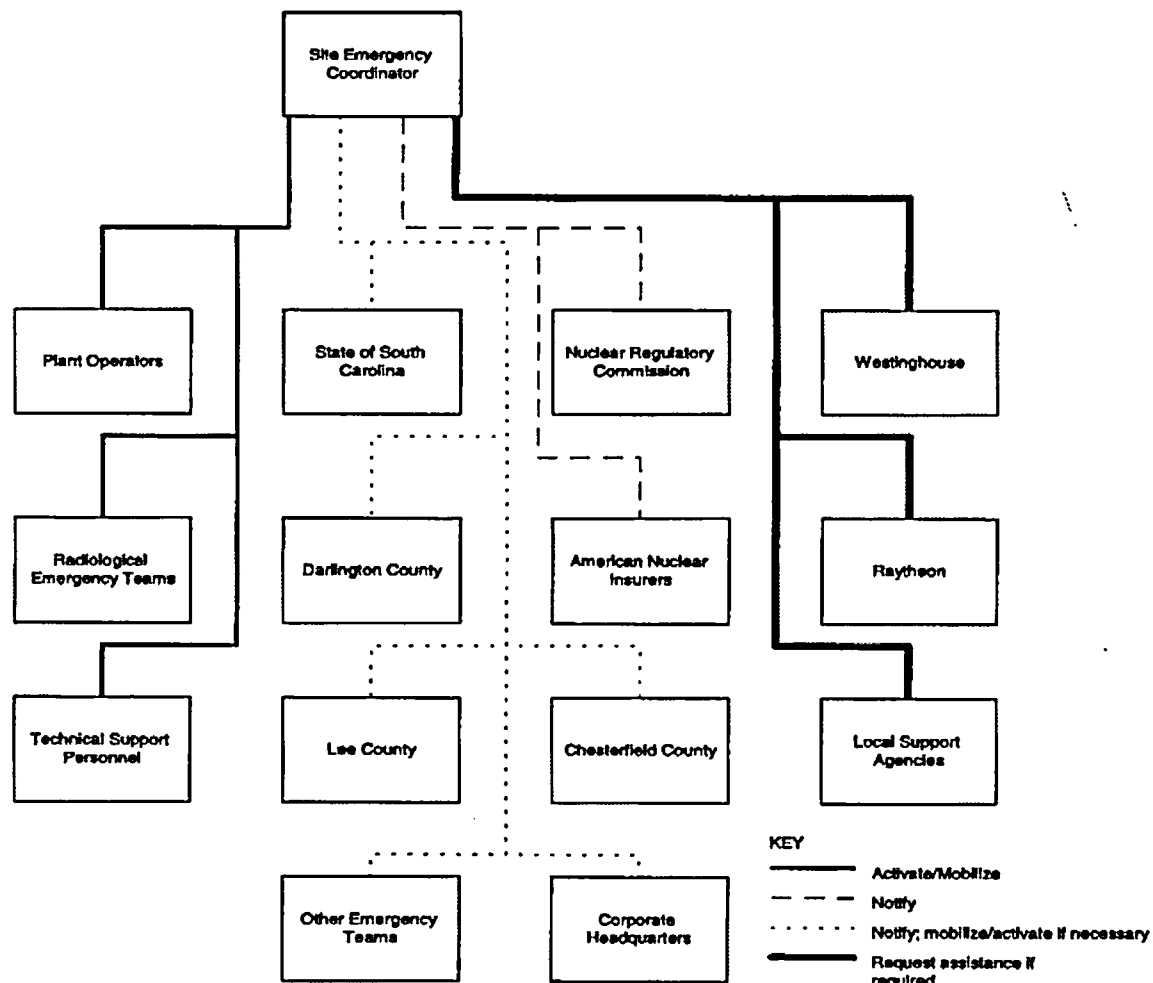 Site Emergency
Coordinator
Plant Operators
State of South
Carolina
Nuclear Regulatory
Commission
Westinghouse
Radiological
Emergency Teams
Darlington County
American Nuclear
Insurers
Raytheon
Technical Support
Personnel
Lee County
Chesterfield County
Local Support
Agencies
Other Emergency
Teams
Corporate
Headquarters
KEY
Activate/Mobilize
Notify
Notify; mobilize/activate if necessary
Request assistance if
required